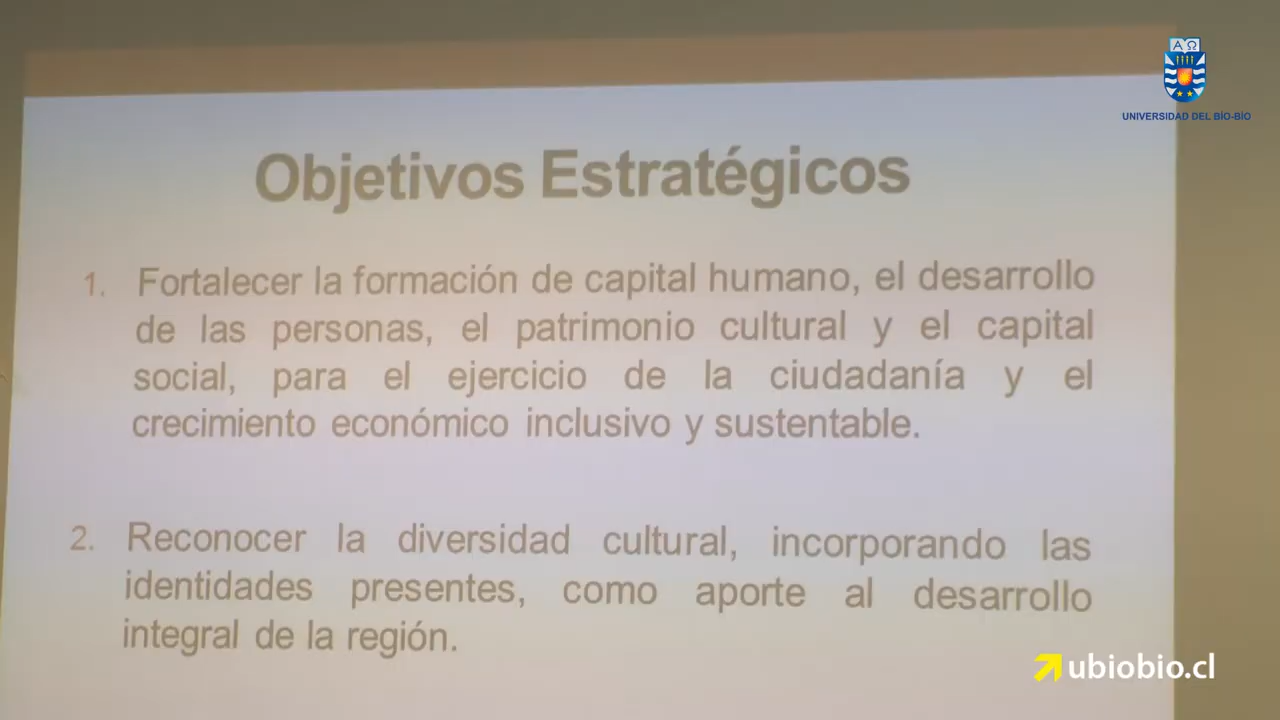 ΑΩ
UNIVERSIDAD DEL BÍO-BÍO
Objetivos Estratégicos
1. Fortalecer la formación de capital humano, el desarrollo
de las personas, el patrimonio cultural y el capital
social, para el ejercicio de la ciudadanía y el
crecimiento económico inclusivo y sustentable.
2. Reconocer la diversidad cultural, incorporando las
identidades presentes, como aporte al desarrollo
integral de la región.
ubiobio.cl